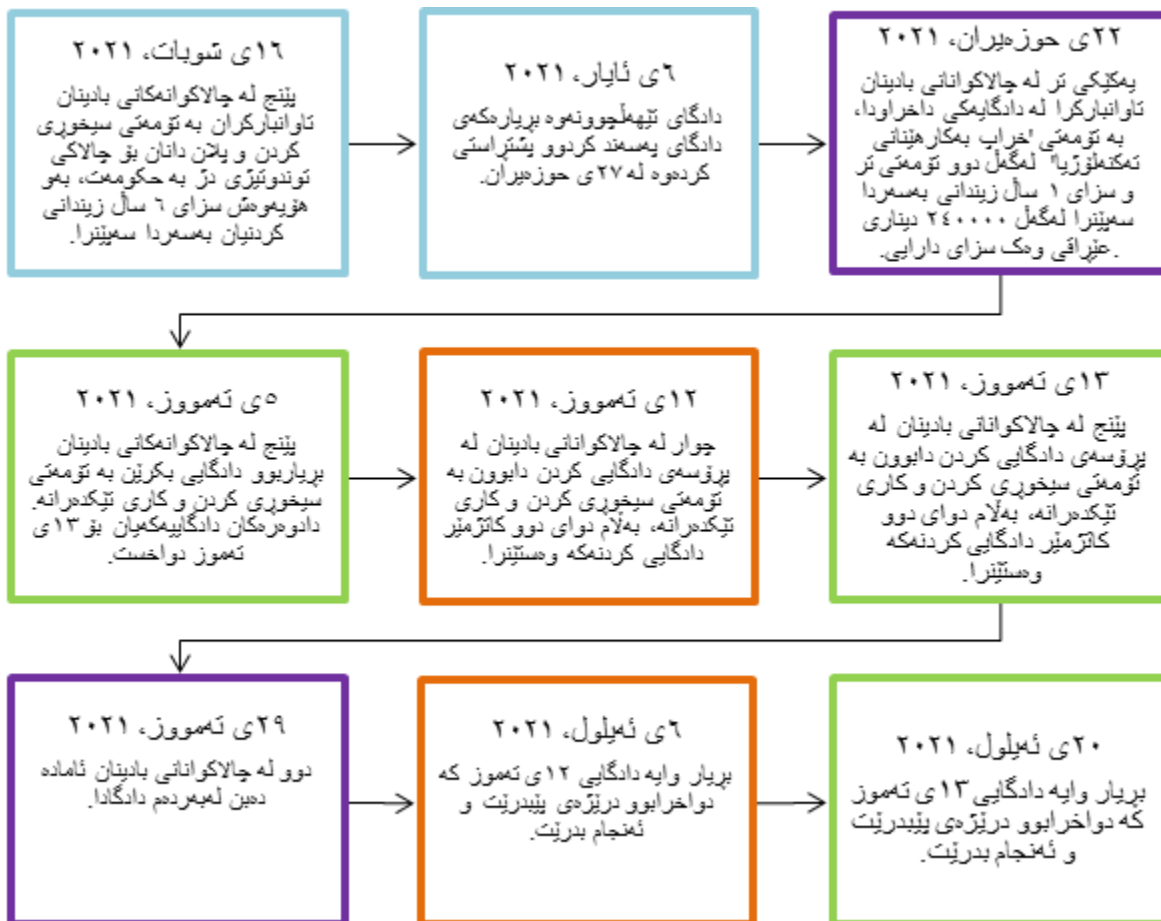 ١٦ی شوبات، ٢٠٢١
پێنج لە چالاکوانەکانی بادینان
تاوانبارکران بە تۆمەتی سیخوڕی
کردن و پلان دانان بۆ چالاکی
توندوتیژی دژ بە حکومەت، بەو
هۆیەوەش سزای ٦ ساڵ زیندانی
کردنیان بەسەردا سەپێنرا.
٦ی ئایار، ٢٠٢١
دادگای تێهەڵچوونەوە بڕیارەکەی
دادگای پەسەند کردوو پشتڕاستی
کردەوە لە ٢٧ی حوزەیران.
٢٢ی حوزەیران، ٢٠٢١
یەکێکی تر لە چالاکوانانی بادینان
تاوانبارکرا لە دادگایەکی داخراودا،
بە تۆمەتی 'خراپ بەکارهێنانی
تەکنەلۆژیا" لەگەڵ دوو تۆمەتی تر
و سزای ١ ساڵ زیندانی بەسەردا
سەپێنرا لەگەڵ ٢٤٠٠٠٠ دیناری
.عێراقی وەک سزای دارایی.
٥ی تەمووز، ٢٠٢١
پێنج لە چالاکوانەکانی بادینان
بڕیاربوو دادگایی بکرێن بە تۆمەتی
سیخوڕی کردن و کاری تێکدەرانە.
دادوەرەکان دادگاییەکەیان بۆ ١٣ی
تەموز دواخست.
١٢ی تەمووز، ٢٠٢١
چوار لە چالاکوانانی بادینان لە
پڕۆسەی دادگایی کردن دابوون بە
تۆمەتی سیخوڕی کردن و کاری
تێکدەرانە، بەڵام دوای دوو کاتژمێر
دادگایی کردنەکە وەستێنرا.
١٣ی تەمووز، ٢٠٢١
پێنج لە چالاکوانانی بادینان لە
پڕۆسەی دادگایی کردن دابوون بە
تۆمەتی سیخوڕی کردن و کاری
تێکدەرانە، بەڵام دوای دوو
کاتژمێر دادگایی کردنەکە
وەستێنرا.
٢٩ی تەمووز، ٢٠٢١
دوو لە چالاکوانانی بادینان ئامادە
دەبن لەبەردەم دادگادا.
٦ی ئەیلول، ٢٠٢١
بڕیار وایە دادگایی ١٢ی تەموز کە
دواخرابوو درێژەی پێبدرێت و
ئەنجام بدرێت.
٢٠ی ئەیلول، ٢٠٢١
بڕیار وایە دادگایی ١٣ی تەموز
کە دواخرابوو درێژەی پێبدرێت
و ئەنجام بدرێت.